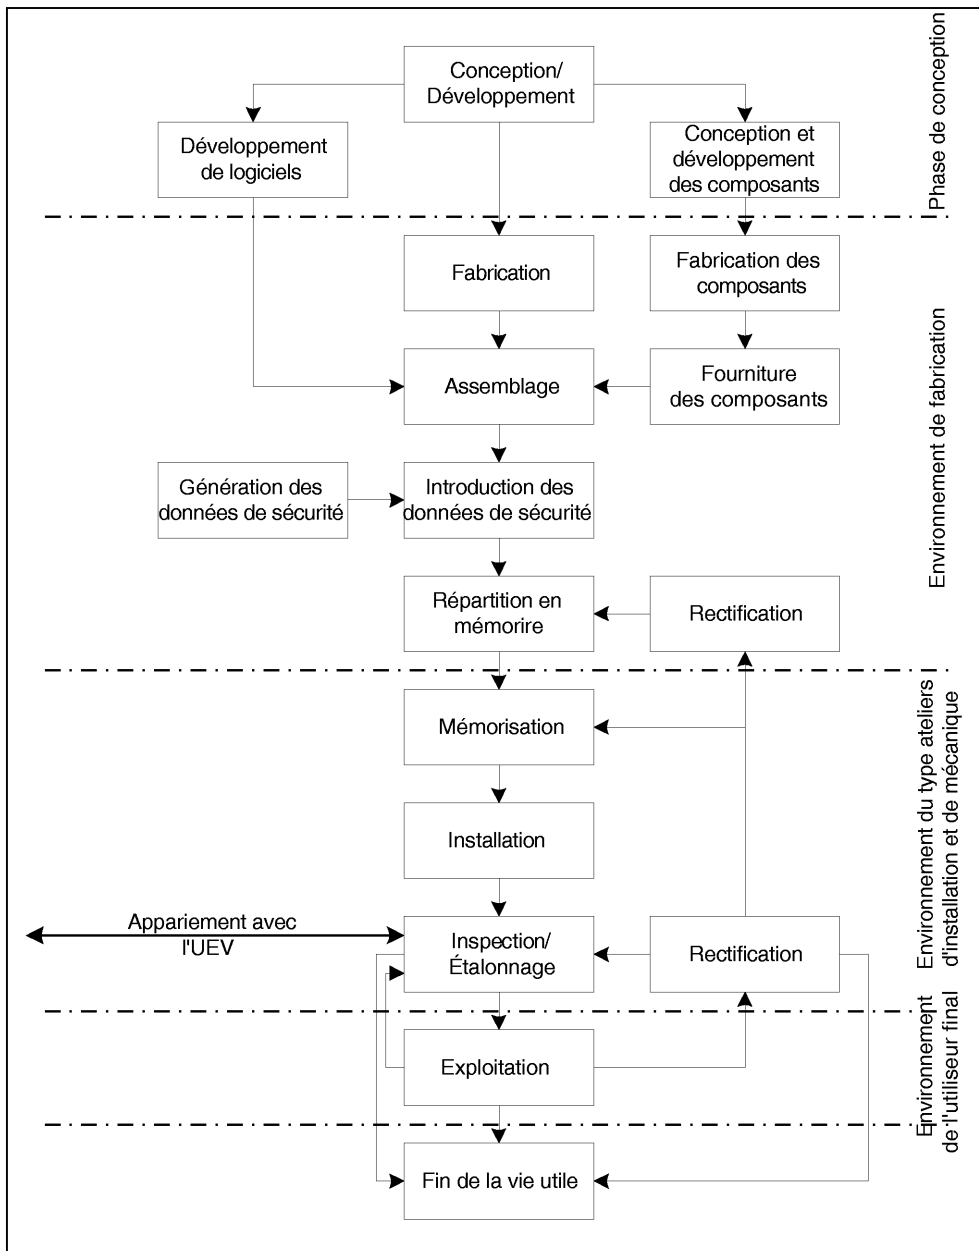 Conception/
Développement
Développement
de logiciels
Conception et
développement
des composants
Phase de conception
Fabrication
Fabrication des
composants
Assemblage
Fourniture
des composants
Génération des
données de sécurité
Introduction des
données de sécurité
Répartition en
mémorire
Rectification
Environnement de fabrication
Mémorisation
Installation
Appariement avec
l'UEV
Inspection/
Étalonnage
Rectification
Environnement du type ateliers
d'installation et de mécanique
Exploitation
Environnement
de l'utiliseur final
Fin de la vie utile